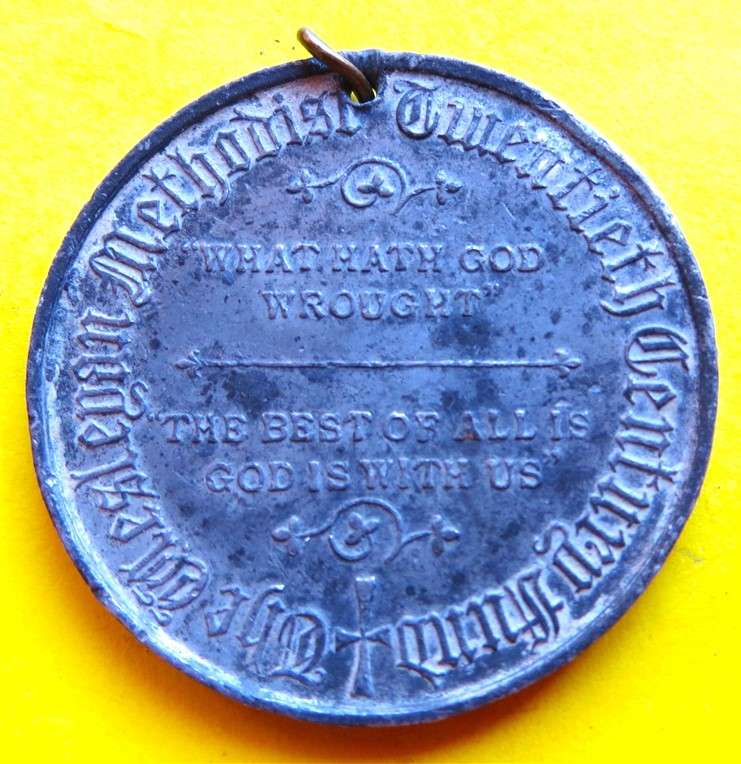 The Wesleyan Methodist Twentieth Century Fund
"WHAT HATH GOD
WROUGHT"
"THE BEST OF ALL IS
GOD IS WITH US"